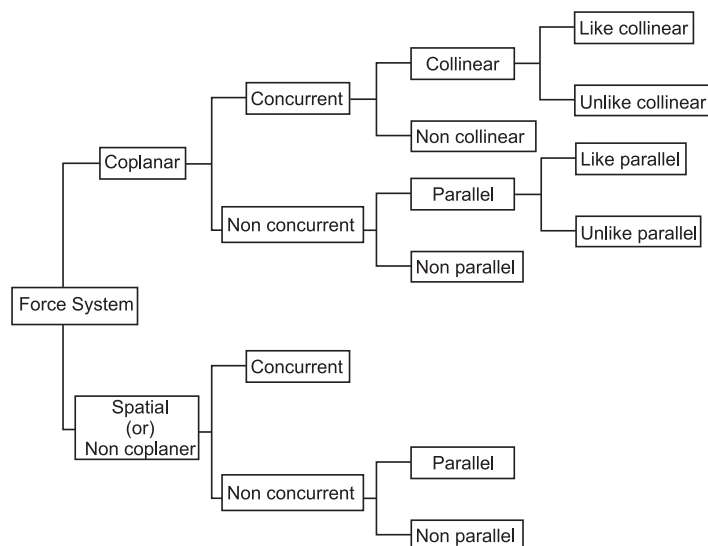 Like collinear
Collinear
Concurrent
Unlike collinear
Non collinear
Coplanar
Like parallel
Parallel
Non concurrent
Unlike parallel
Non parallel
Force System
Concurrent
Spatial
(or)
Non coplaner
Parallel
Non concurrent
Non parallel